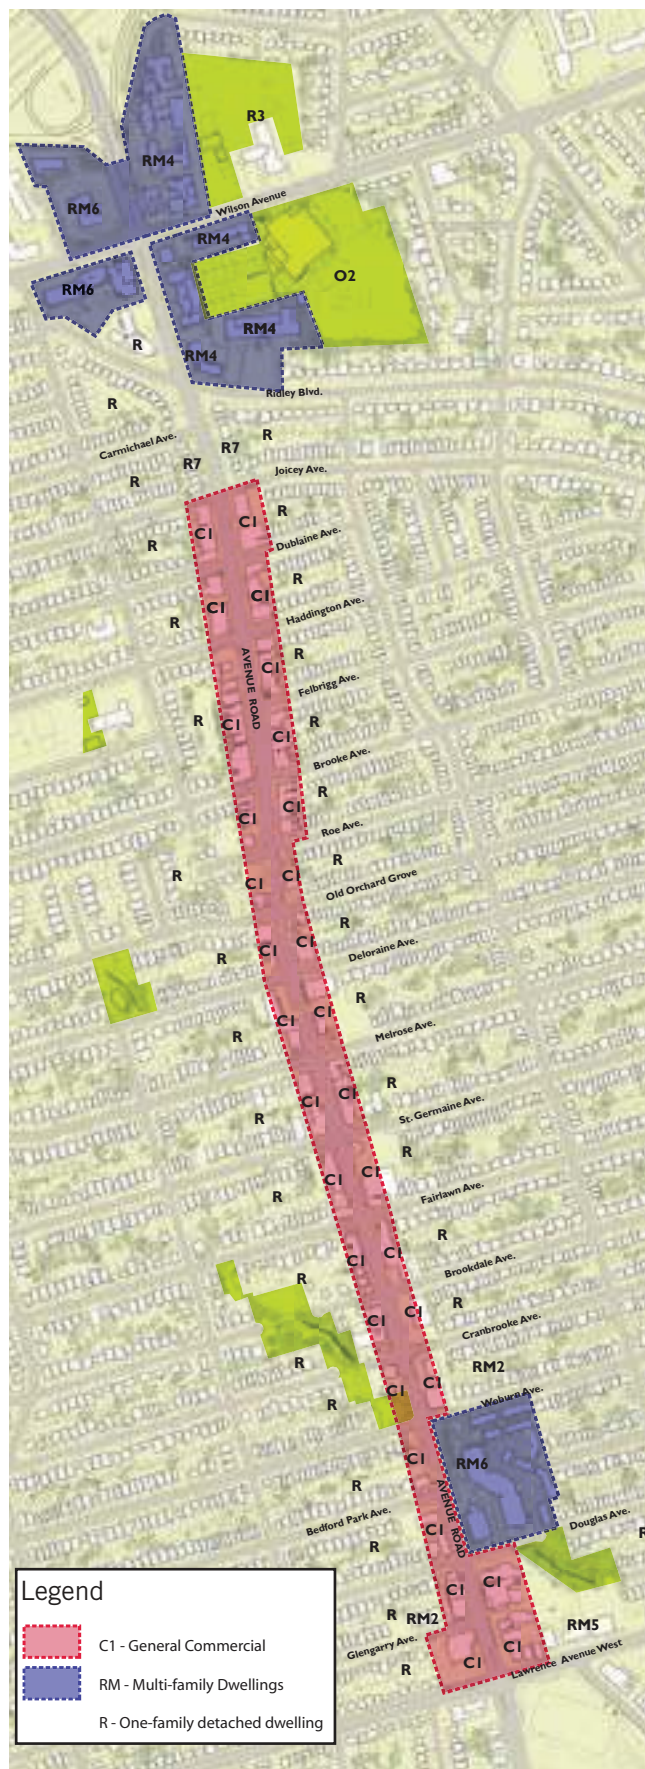 R3
RM4
RM6
Wilson Avenue
RM4
O2
RM6
RM4
R
RM4
Ridley Blvd.
R
R
Carmichael Ave.
R7
R7
Joicey Ave.
R
R
C1
C1
Dublaine Ave.
R
R
C1
C1
Haddington Ave.
R
R
C1
AVENUE ROAD
Felbrigg Ave.
R
C1
R
C1
Brooke Ave.
R
C1
C1
Roe Ave.
R
R
C1
C1
Old Orchard Grove
R
C1
C1
Deloraine Ave.
R
R
C1
C1
Melrose Ave.
R
R
C1
C1
St. Germaine Ave.
R
R
C1
C1
Fairlawn Ave.
R
R
C1
C1
Brookdale Ave.
R
R
C1
C1
Cranbrooke Ave.
R
RM2
C1
C1
Woburn Ave.
R
C1
RM6
R
AVENUE ROAD
Bedford Park Ave.
C1
Douglas Ave.
R
R
C1
C1
R
RM2
RM5
Glengarry Ave.
C1
C1
Lawrence Avenue West
R
Legend
C1 - General Commercial
RM - Multi-family Dwellings
R - One-family detached dwelling